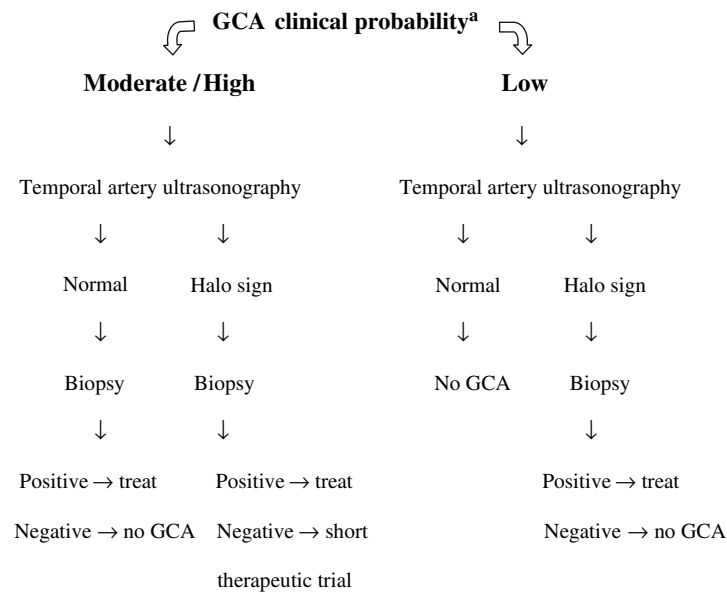 GCA clinical probabilityᵃ
Moderate / High Low
↓ ↓
Temporal artery ultrasonography Temporal artery ultrasonography
↓ ↓ ↓ ↓
Normal Halo sign Normal Halo sign
↓ ↓ ↓ ↓
Biopsy Biopsy No GCA Biopsy
↓ ↓ ↓
Positive → treat Positive → treat Positive → treat
Negative → no GCA Negative → short Negative → no GCA
therapeutic trial